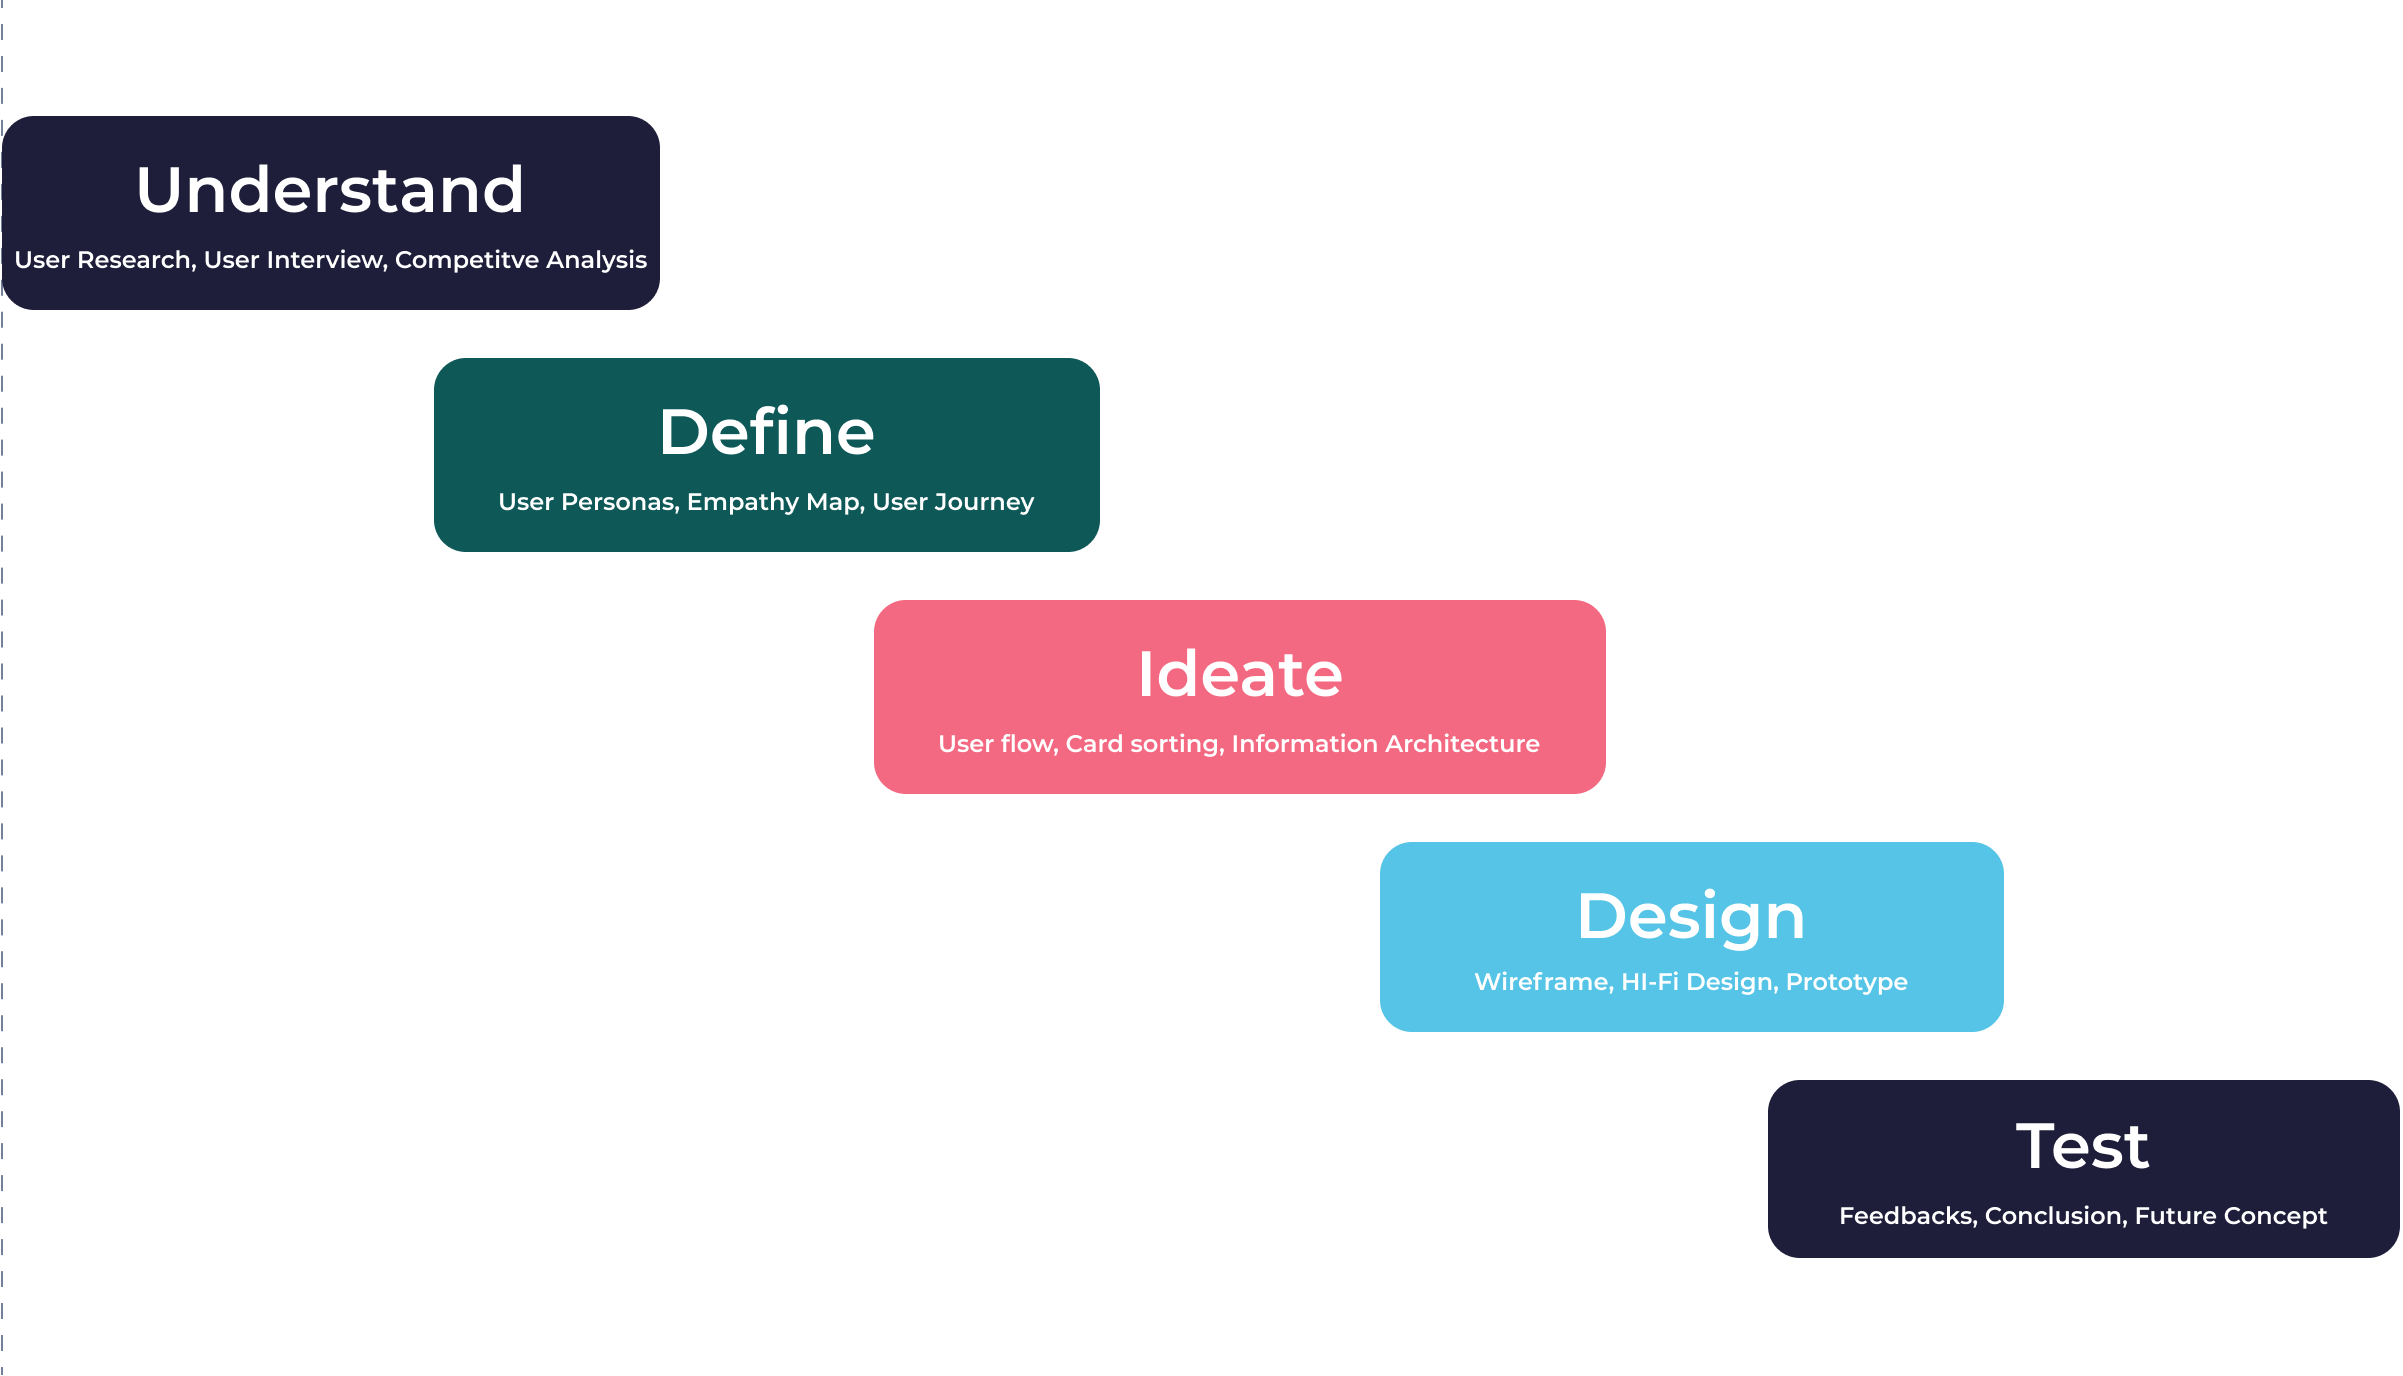 Understand
User Research, User Interview, Competitve Analysis
Define
User Personas, Empathy Map, User Journey
Ideate
User flow, Card sorting, Information Architecture
Design
Wireframe, HI-Fi Design, Prototype
Test
Feedbacks, Conclusion, Future Concept